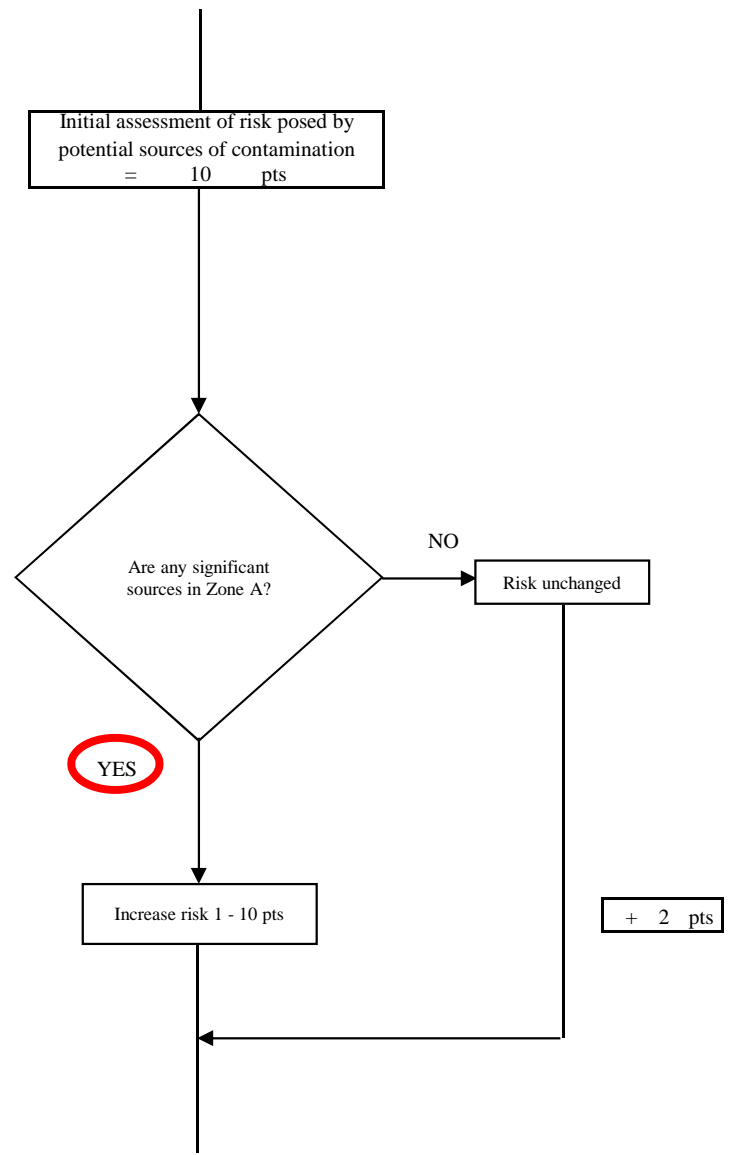 Initial assessment of risk posed by
potential sources of contamination
= 10 pts
Are any significant
sources in Zone A?
NO
Risk unchanged
YES
Increase risk 1 - 10 pts
+ 2 pts